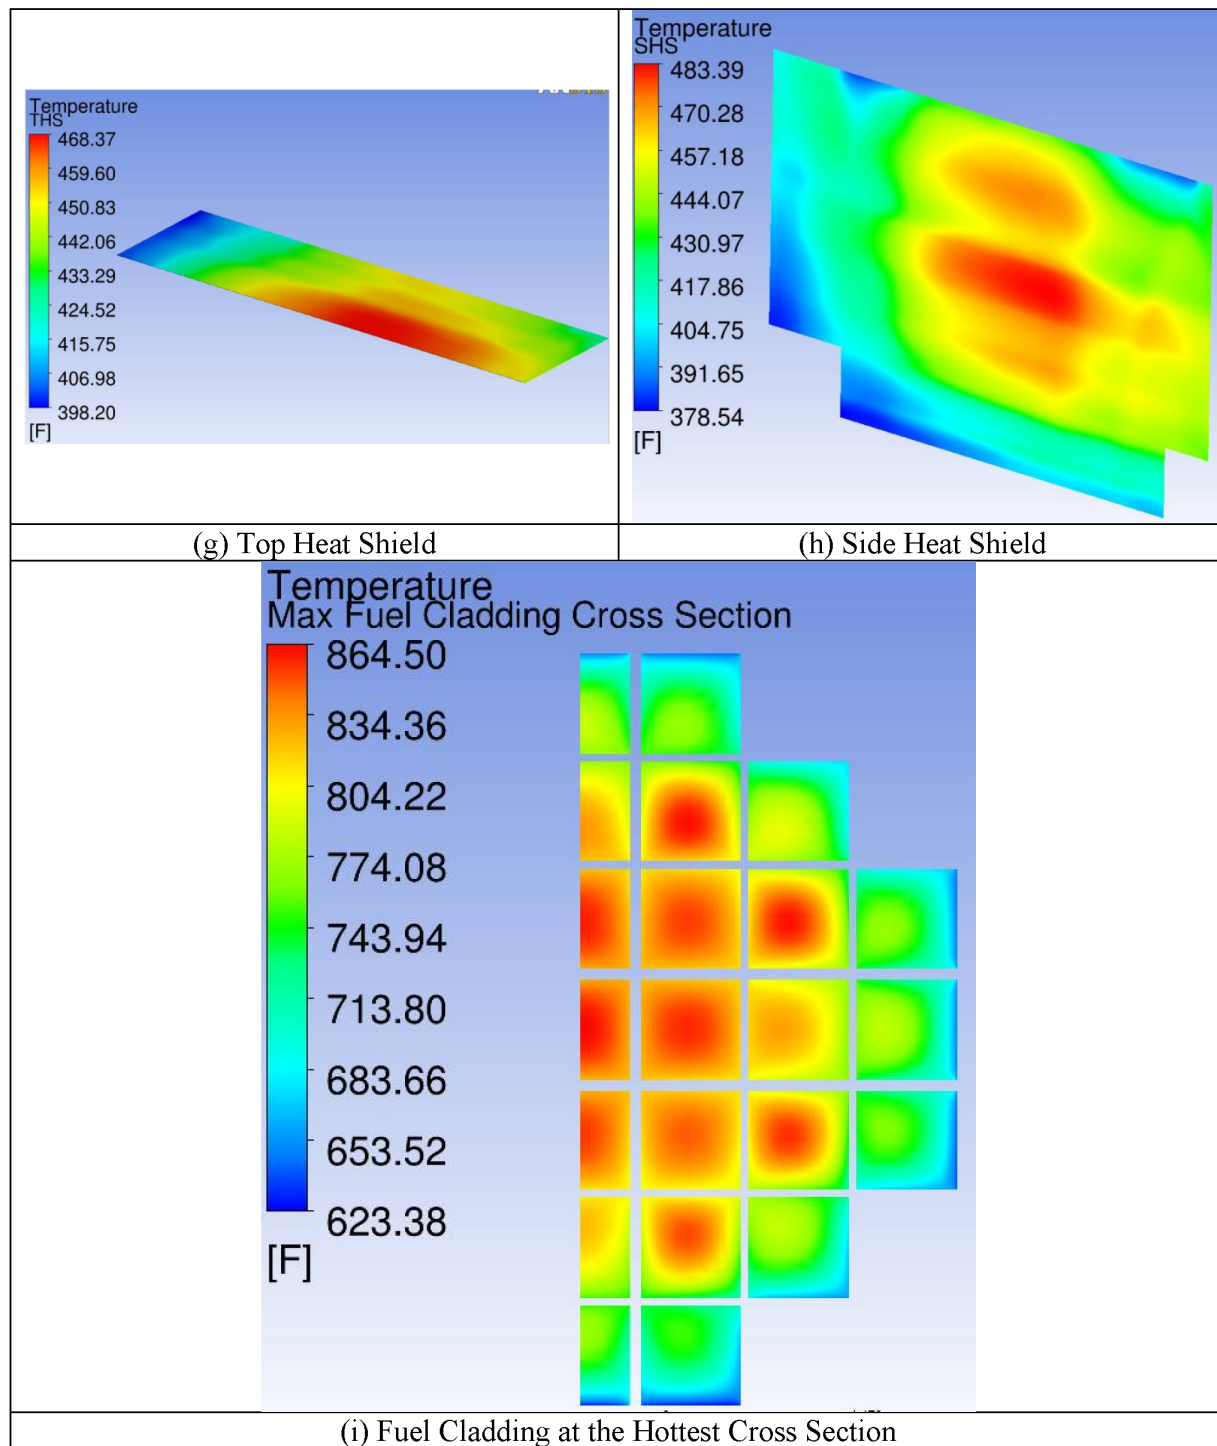 Temperature
THS
468.37
459.60
450.83
442.06
433.29
424.52
415.75
406.98
398.20
[F]
(g) Top Heat Shield
Temperature
SHS
483.39
470.28
457.18
444.07
430.97
417.86
404.75
391.65
378.54
[F]
(h) Side Heat Shield
Temperature
Max Fuel Cladding Cross Section
864.50
834.36
804.22
774.08
743.94
713.80
683.66
653.52
623.38
[F]
(i) Fuel Cladding at the Hottest Cross Section